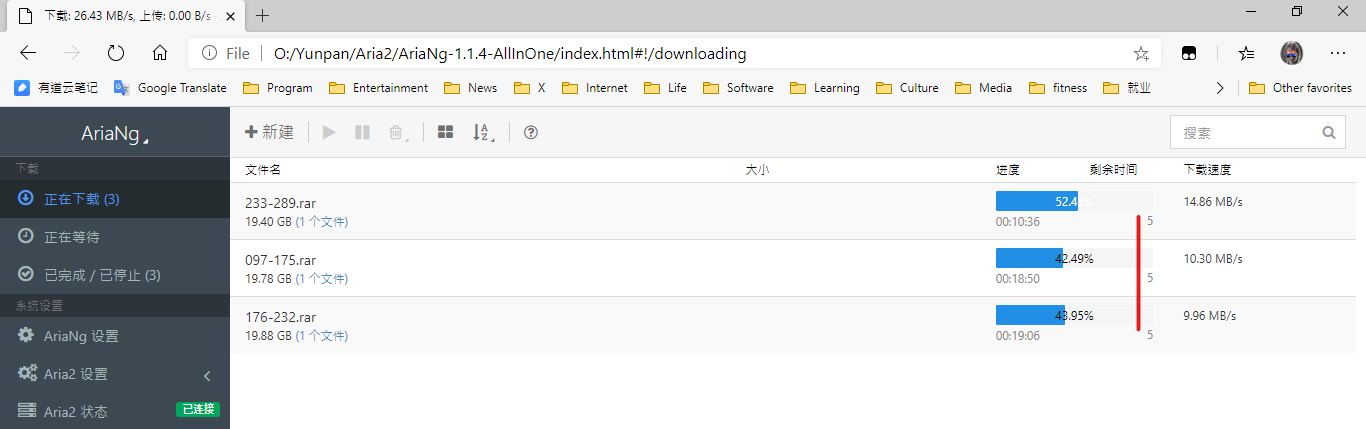 下载: 26.43 MB/s, 上传: 0.00 B/s -
File | O:/Yunpan/Aria2/AriaNg-1.1.4-AllInOne/index.html#!/downloading
有道云笔记 Google Translate Program Entertainment News X Internet Life Software Learning Culture Media fitness 就业 Other favorites
AriaNg
新建
搜索
下载
正在下载 (3)
正在等待
已完成 / 已停止 (3)
系统设置
AriaNg 设置
Aria2 设置
Aria2 状态 已连接
文件名 大小 进度 剩余时间 下载速度
233-289.rar 14.86 MB/s
19.40 GB (1 个文件) 00:10:36 5
097-175.rar 42.49% 10.30 MB/s
19.78 GB (1 个文件) 00:18:50 5
176-232.rar 43.95% 9.96 MB/s
19.88 GB (1 个文件) 00:19:06 5